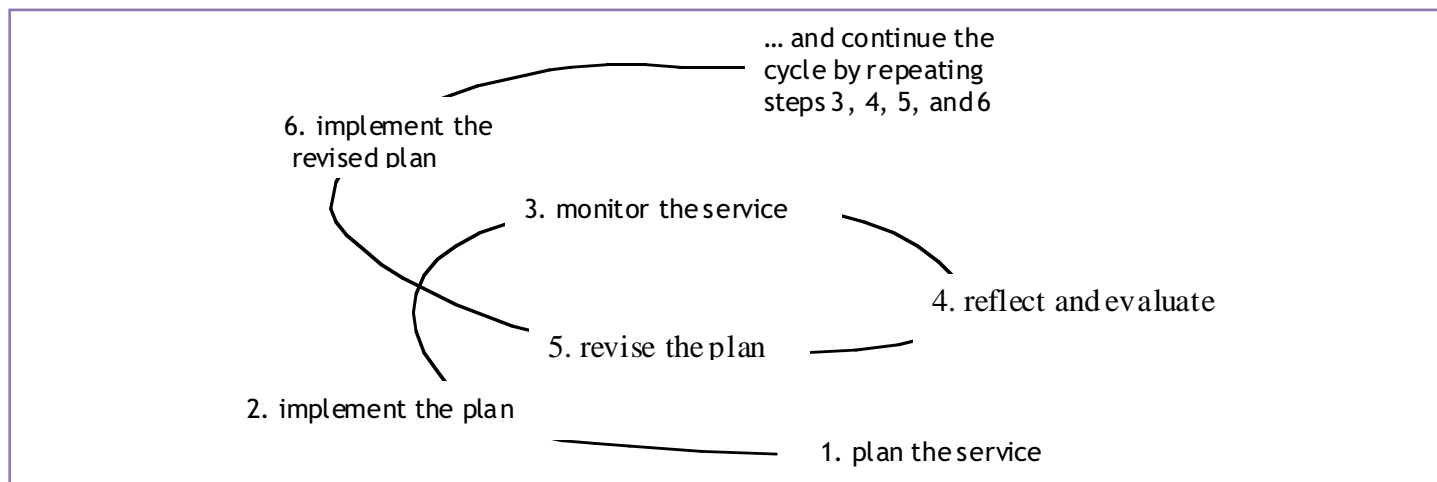 ... and continue the
cycle by repeating
steps 3, 4, 5, and 6
6. implement the
revised plan
3. monitor the service
4. reflect and evaluate
5. revise the plan
2. implement the plan
1. plan the service